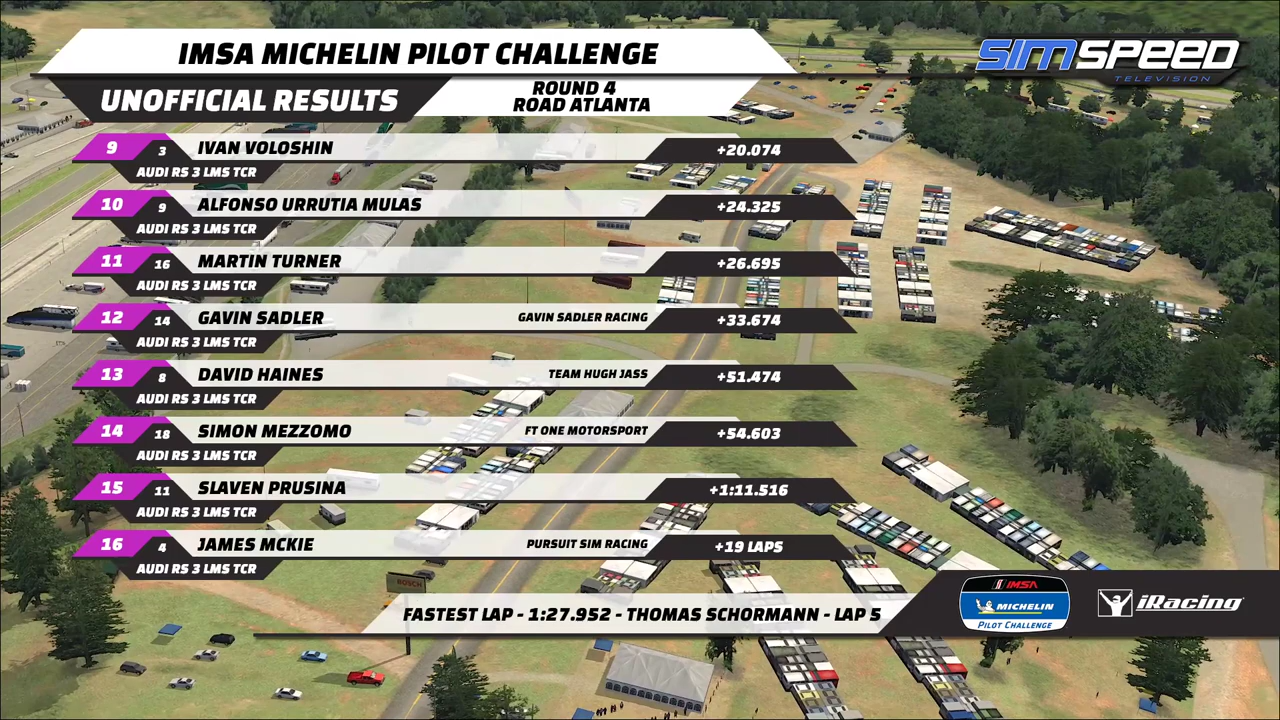 IMSA MICHELIN PILOT CHALLENGE
SIMSPEED
TELEVISION
UNOFFICIAL RESULTS
ROUND 4
ROAD ATLANTA
9 3 IVAN VOLOSHIN +20.074
AUDI RS 3 LMS TCR
10 9 ALFONSO URRUTIA MULAS +24.325
AUDI RS 3 LMS TCR
11 16 MARTIN TURNER +26.695
AUDI RS 3 LMS TCR
12 14 GAVIN SADLER GAVIN SADLER RACING +33.674
AUDI RS 3 LMS TCR
13 8 DAVID HAINES TEAM HUGH JASS +51.474
AUDI RS 3 LMS TCR
14 18 SIMON MEZZOMO FT ONE MOTORSPORT +54.603
AUDI RS 3 LMS TCR
15 11 SLAVEN PRUSINA +1:11.516
AUDI RS 3 LMS TCR
16 4 JAMES MCKIE PURSUIT SIM RACING +19 LAPS
AUDI RS 3 LMS TCR
BOSCH
FASTEST LAP - 1:27.952 - THOMAS SCHORMANN - LAP 5
IMSA
MICHELIN
PILOT CHALLENGE
iRacing